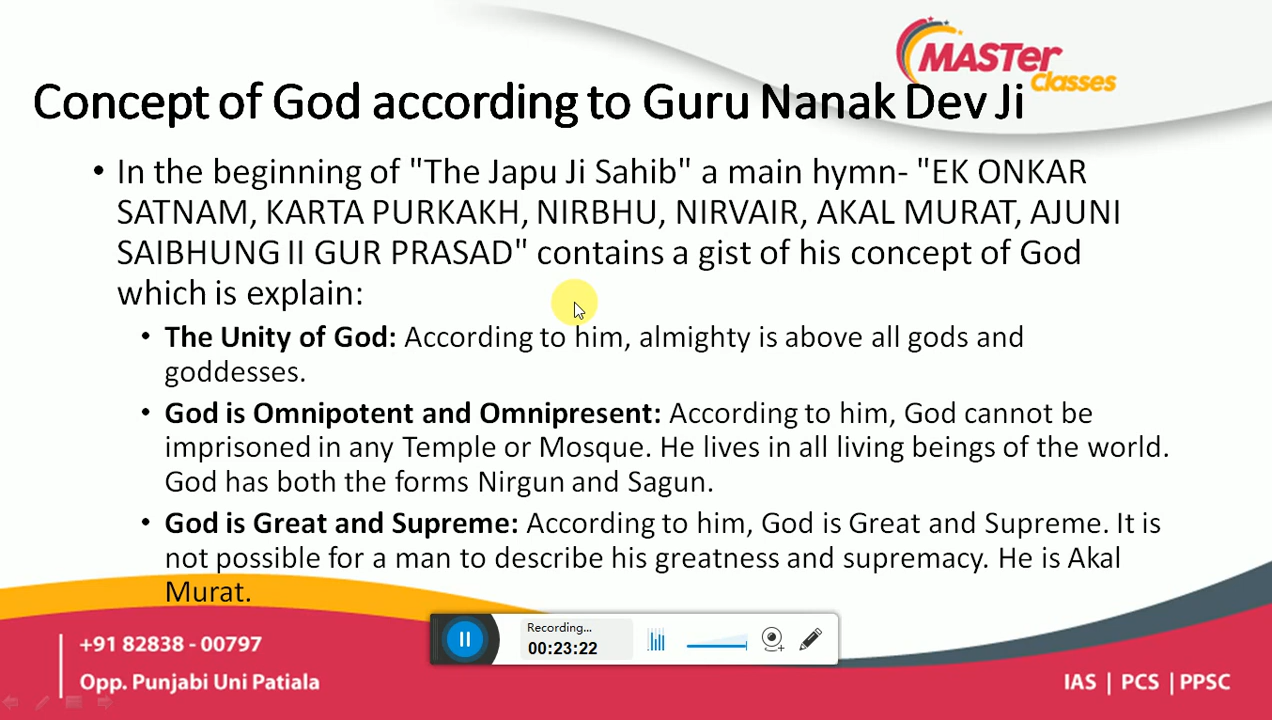 MASTer
Classes
Concept of God according to Guru Nanak Dev Ji
• In the beginning of "The Japu Ji Sahib" a main hymn- "EK ONKAR
SATNAM, KARTA PURKAKH, NIRBHU, NIRVAIR, AKAL MURAT, AJUNI
SAIBHUNG II GUR PRASAD" contains a gist of his concept of God
which is explain:
• The Unity of God: According to him, almighty is above all gods and
goddesses.
• God is Omnipotent and Omnipresent: According to him, God cannot be
imprisoned in any Temple or Mosque. He lives in all living beings of the world.
God has both the forms Nirgun and Sagun.
• God is Great and Supreme: According to him, God is Great and Supreme. It is
not possible for a man to describe his greatness and supremacy. He is Akal
Murat.
Recording...
00:23:22
+91 82838 - 00797
Opp. Punjabi Uni Patiala
IAS | PCS | PPSC